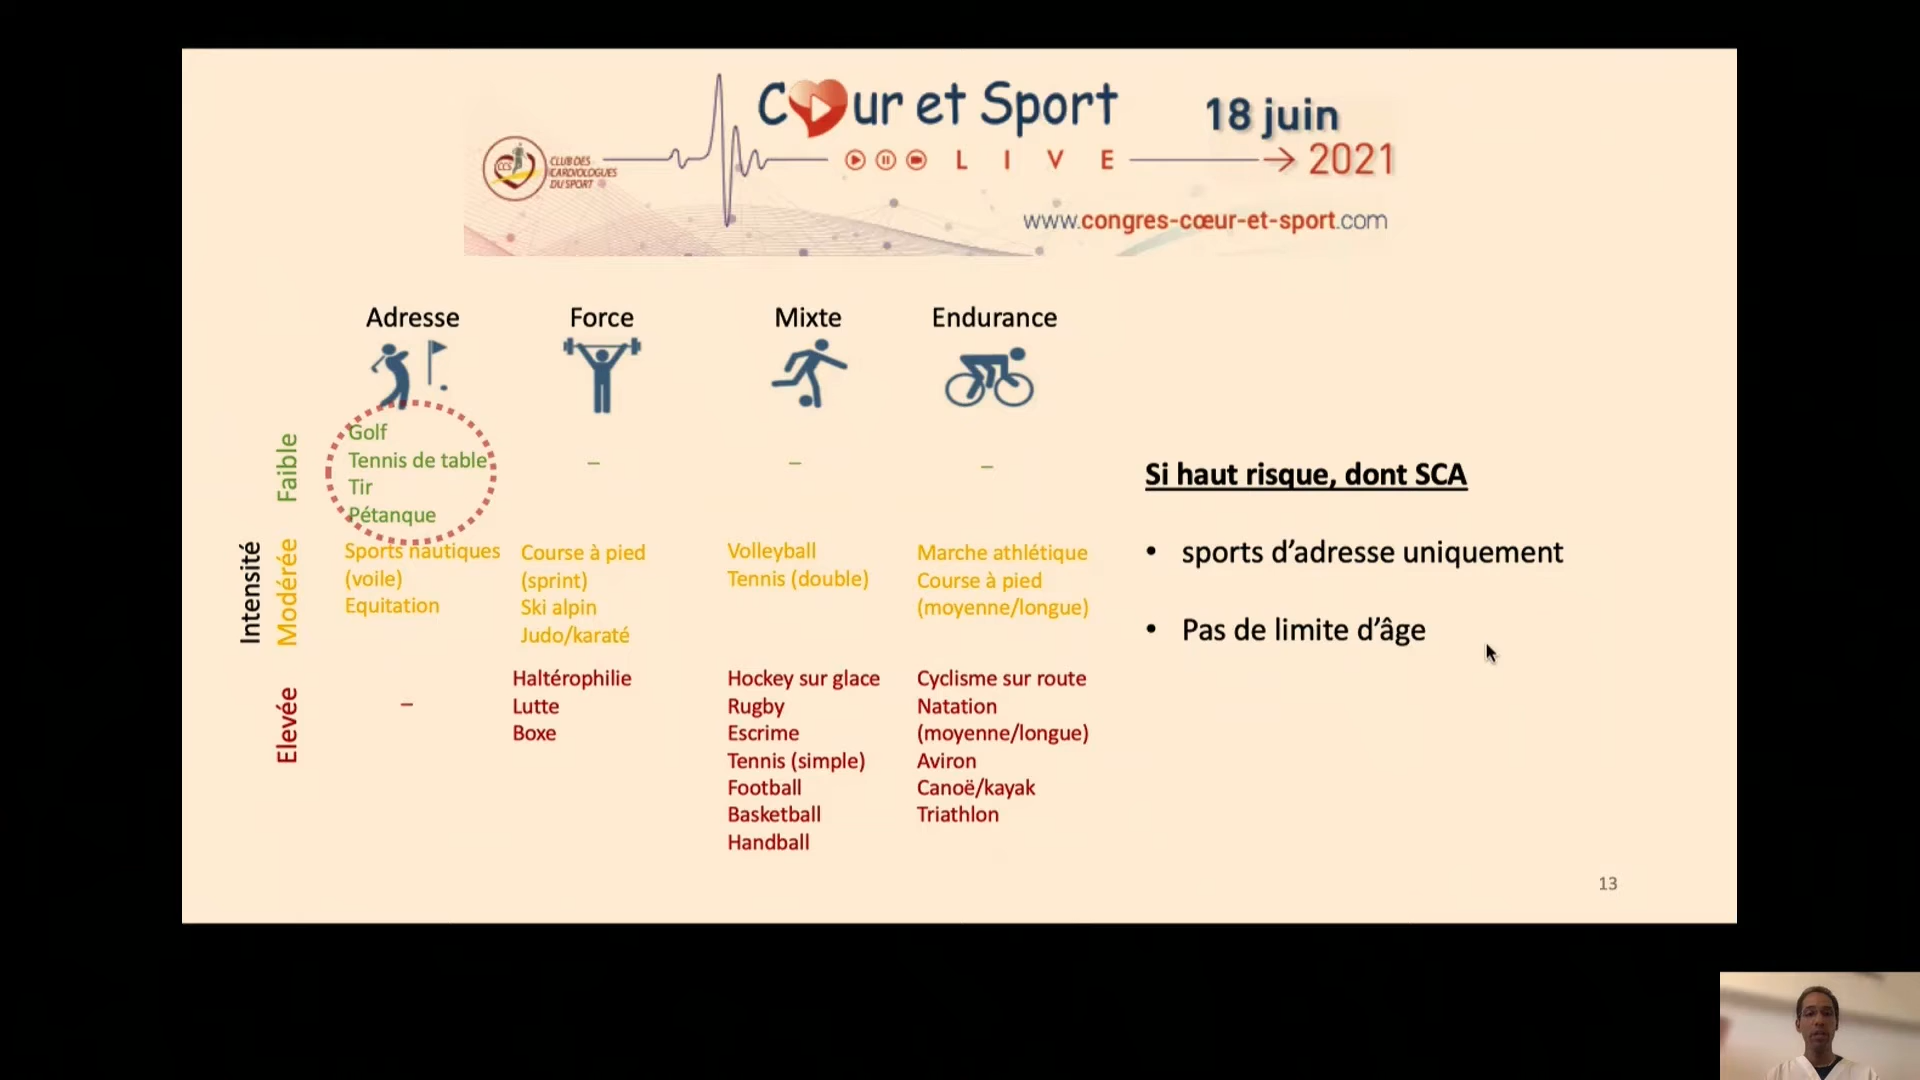 Cœur et Sport
18 juin
LIVE
2021
CCS
CLUB DES
CARDIOLOGUES
DU SPORT
www.congres-cœur-et-sport.com
Adresse
Force
Mixte
Endurance
Intensité
Faible
Golf
Tennis de table
Tir
Pétanque
–
–
–
Modérée
Sports nautiques
(voile)
Equitation
Course à pied
(sprint)
Ski alpin
Judo/karaté
Volleyball
Tennis (double)
Marche athlétique
Course à pied
(moyenne/longue)
Elevée
–
Haltérophilie
Lutte
Boxe
Hockey sur glace
Rugby
Escrime
Tennis (simple)
Football
Basketball
Handball
Cyclisme sur route
Natation
(moyenne/longue)
Aviron
Canoë/kayak
Triathlon
Si haut risque, dont SCA
• sports d’adresse uniquement
• Pas de limite d’âge
13